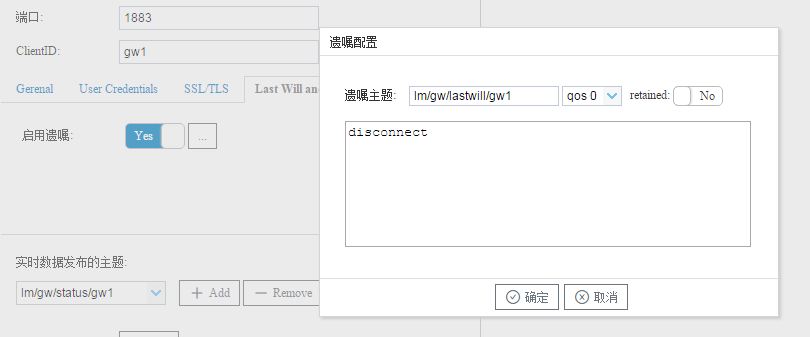 端口: 1883
ClientID: gw1
Gerenal User Credentials SSL/TLS Last Will an
启用遗嘱: Yes ...
实时数据发布的主题:
lm/gw/status/gw1 Add Remove
遗嘱配置
遗嘱主题: lm/gw/lastwill/gw1 qos 0 retained: No
disconnect
确定 取消